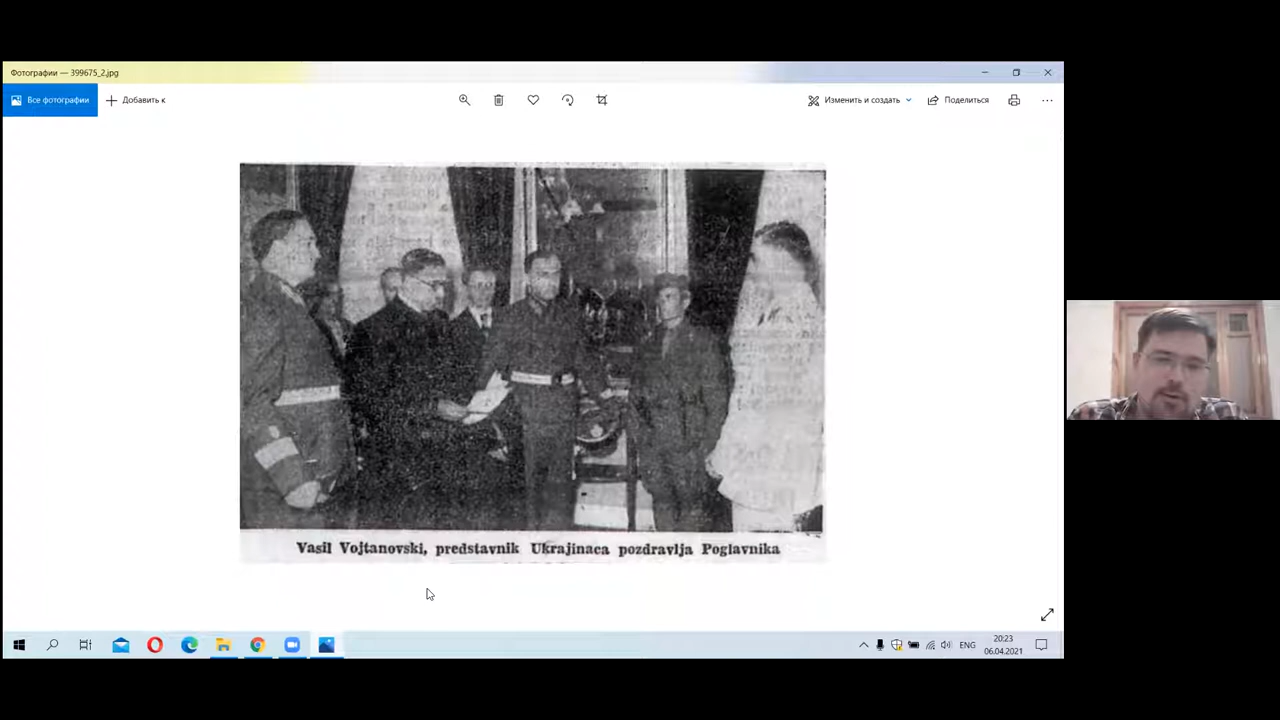 Фотографии — 399675_2.jpg
Все фотографии
Добавить к
Изменить и создать
Поделиться
Vasil Vojtanovski, predstavnik Ukrajinaca pozdravlja Poglavnika
ENG
20:23
06.04.2021